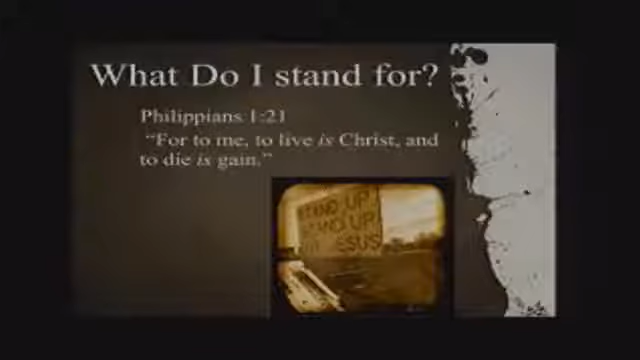 What Do I stand for?
Philippians 1:21
“For to me, to live is Christ, and
to die is gain.”
STAND UP
STAND UP
JESUS